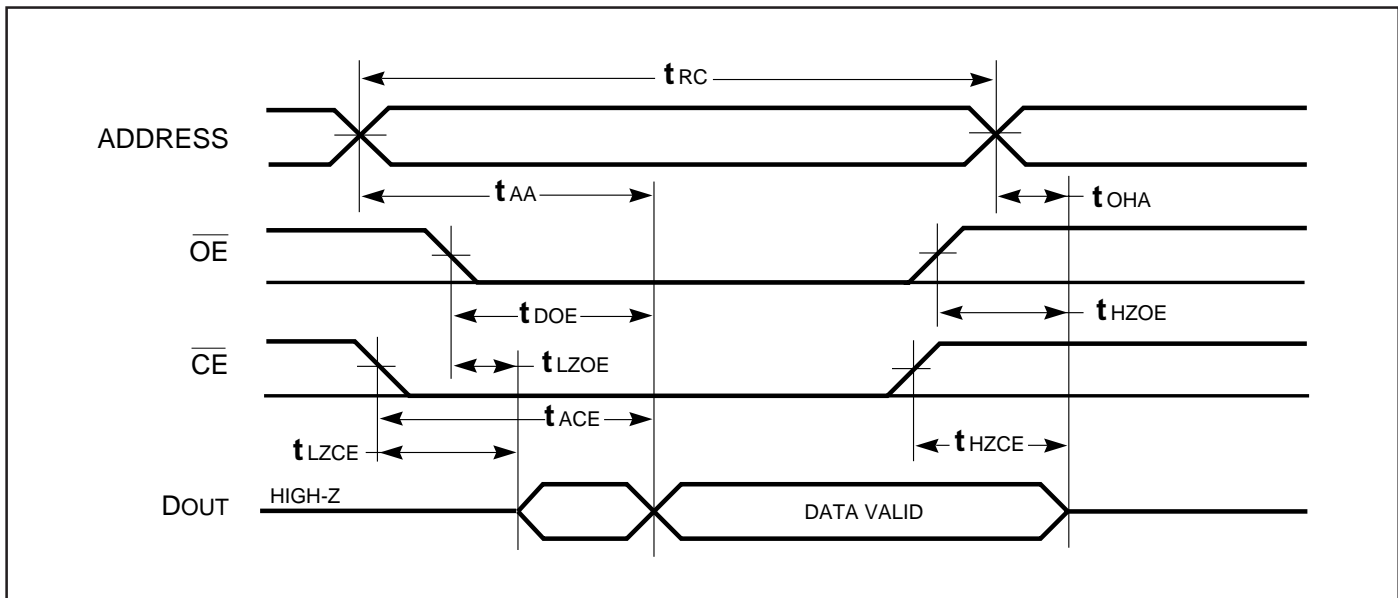 tRC
ADDRESS
tAA
tOHA
OE
tDOE
tHZOE
tLZOE
CE
tACE
tLZCE
tHZCE
HIGH-Z
DOUT
DATA VALID